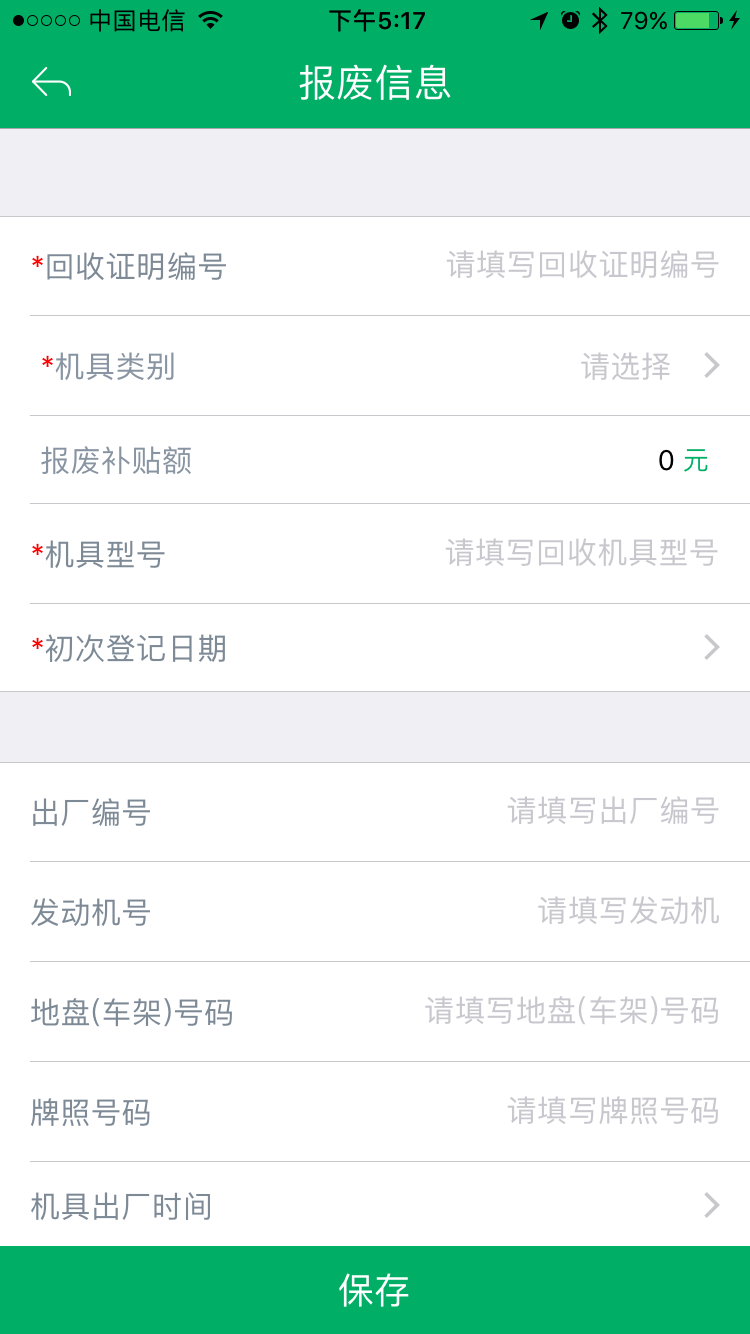 中国电信 下午5:17 79%
报废信息
*回收证明编号 请填写回收证明编号
*机具类别 请选择
报废补贴额 0 元
*机具型号 请填写回收机具型号
*初次登记日期
出厂编号 请填写出厂编号
发动机号 请填写发动机
地盘(车架)号码 请填写地盘(车架)号码
牌照号码 请填写牌照号码
机具出厂时间
保存